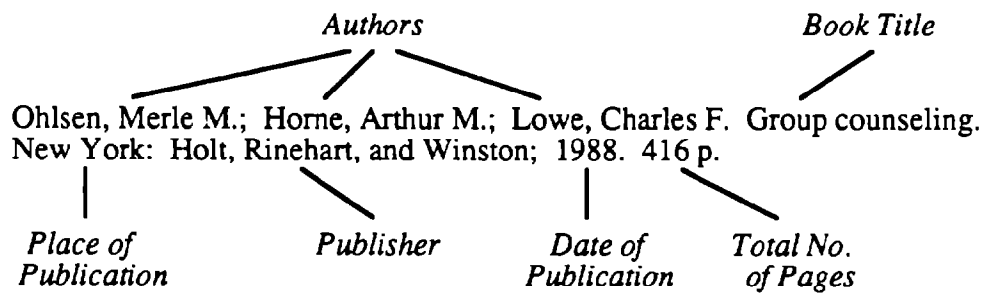 Authors
Book Title
Ohlsen, Merle M.; Horne, Arthur M.; Lowe, Charles F. Group counseling.
New York: Holt, Rinehart, and Winston; 1988. 416 p.
Place of
Publication
Publisher
Date of
Publication
Total No.
of Pages